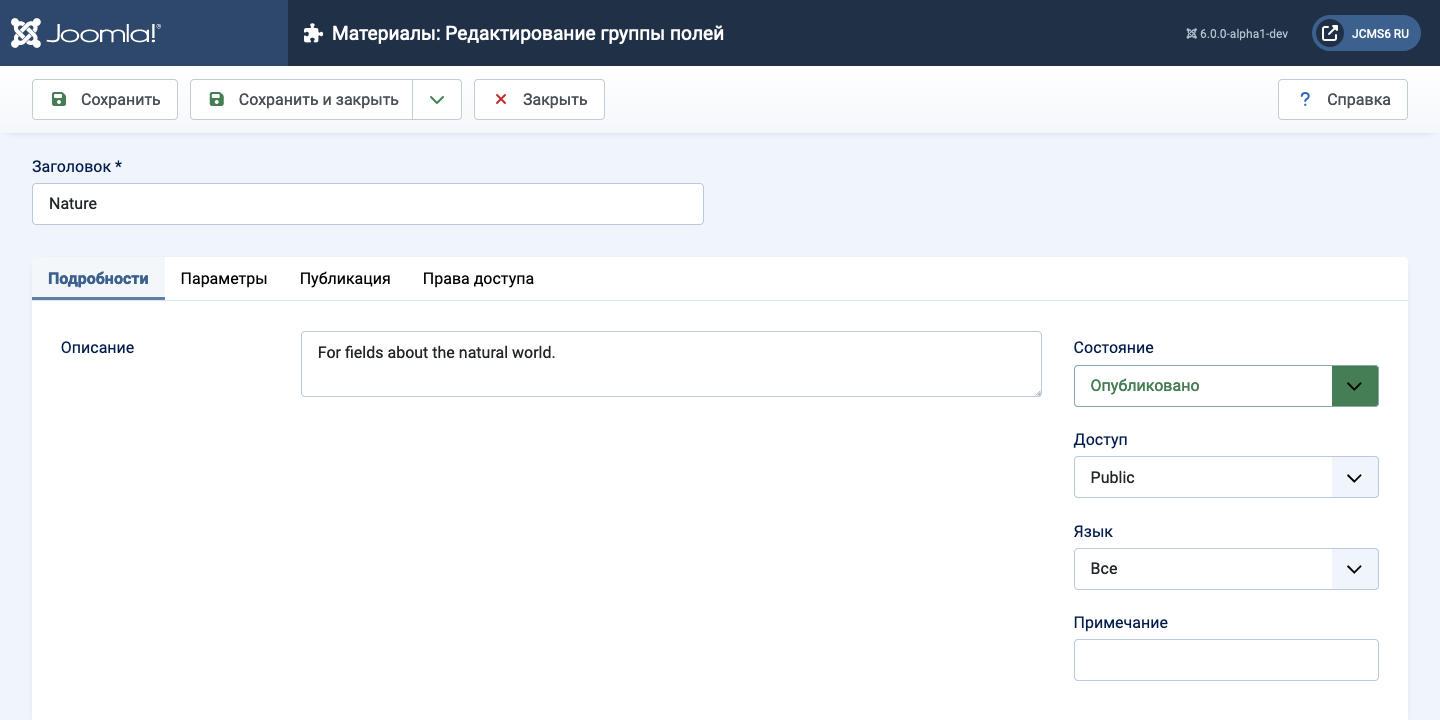 Joomla!® Материалы: Редактирование группы полей 6.0.0-alpha1-dev JCMS6 RU
Сохранить Сохранить и закрыть Закрыть ? Справка
Заголовок *
Nature
Подробности Параметры Публикация Права доступа
Описание
For fields about the natural world.
Состояние
Опубликовано
Доступ
Public
Язык
Все
Примечание